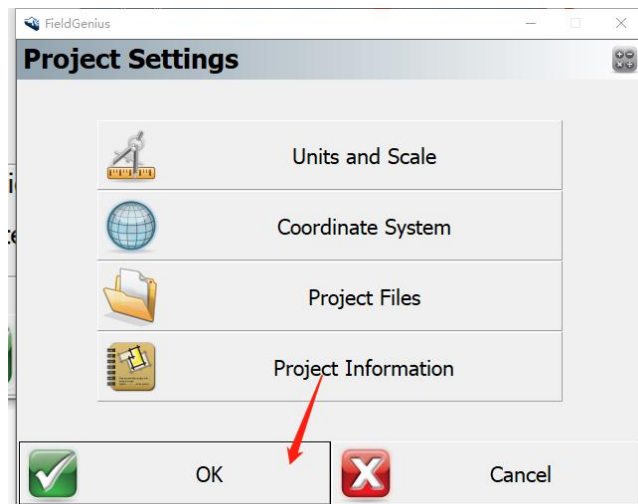 FieldGenius
Project Settings
Units and Scale
Coordinate System
Project Files
Project Information
OK
Cancel